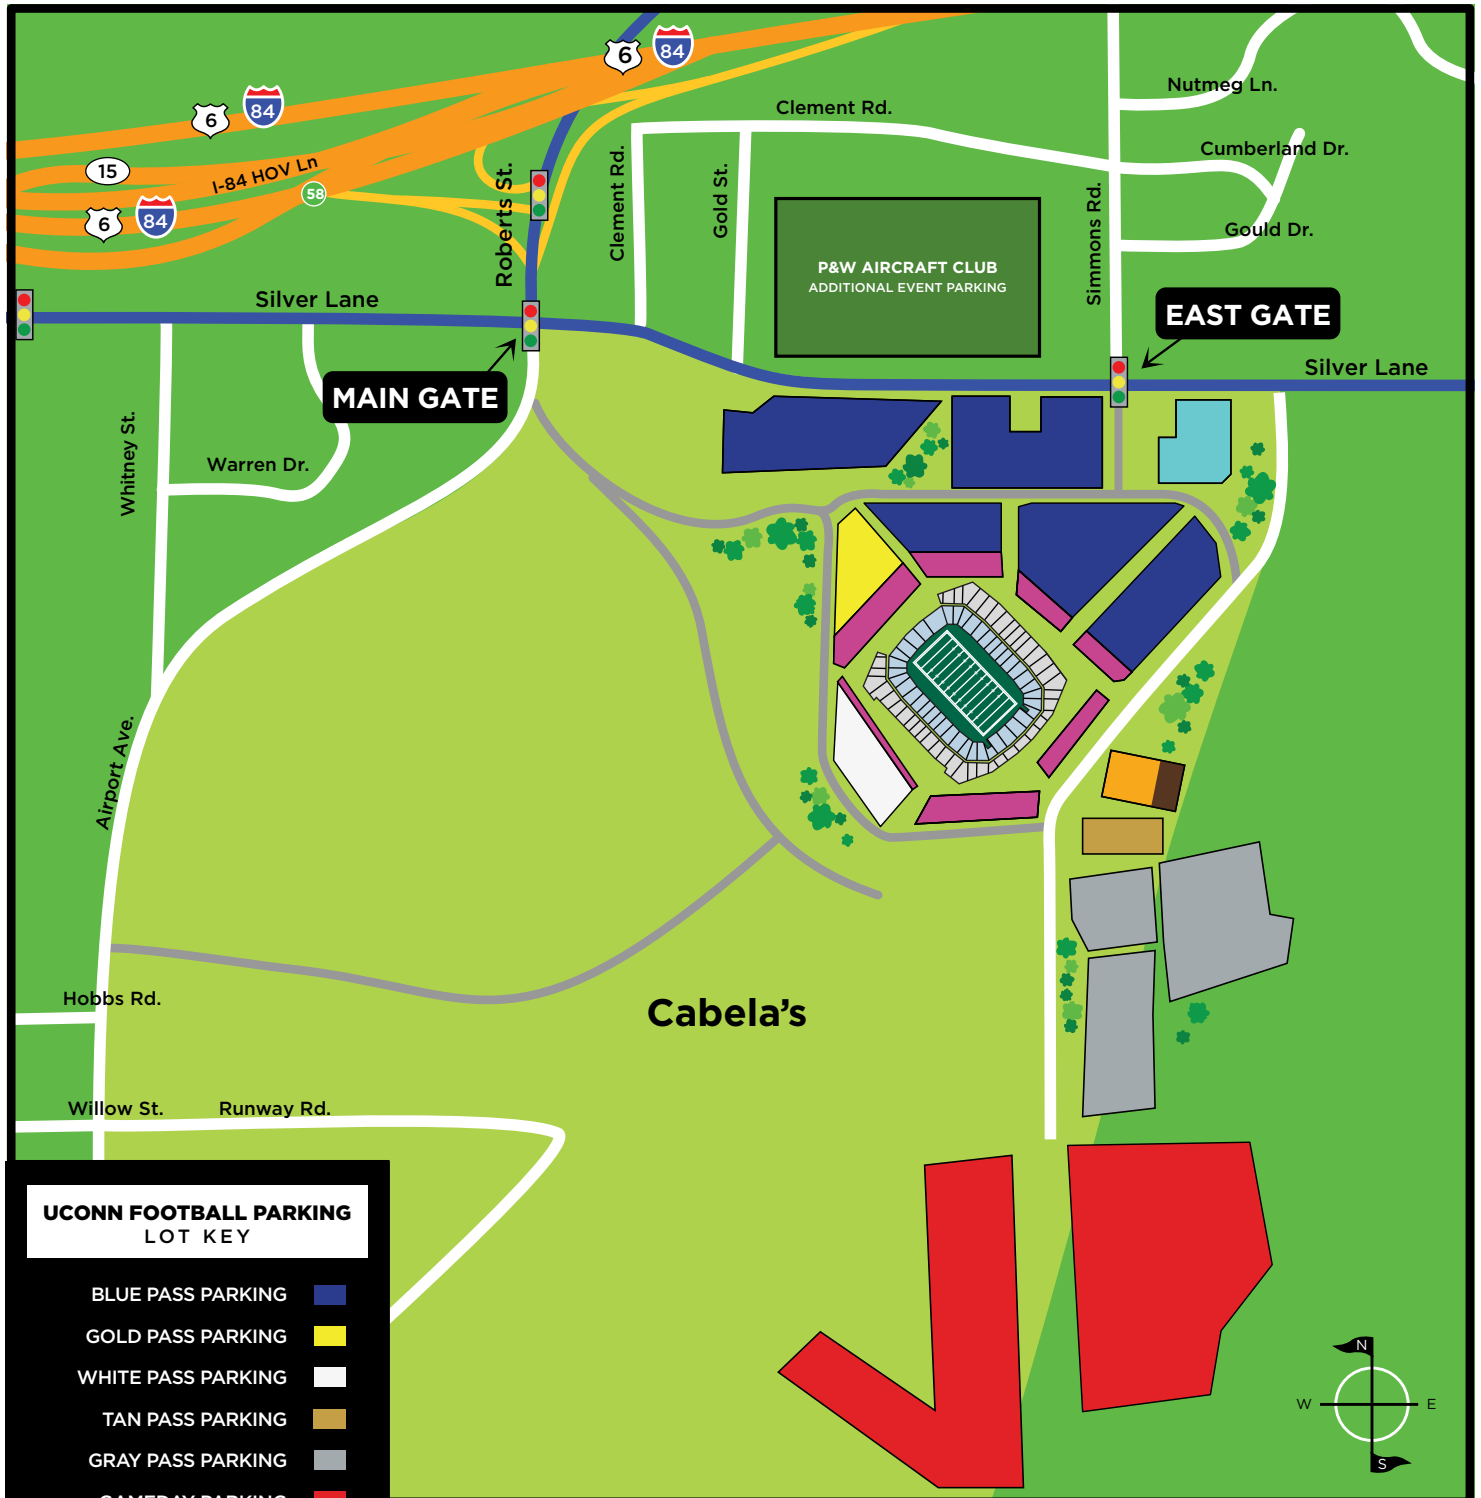 6
84
84
6
Nutmeg Ln.
Clement Rd.
Cumberland Dr.
15
I-84 HOV Ln
58
6
84
Roberts St.
Clement Rd.
Gold St.
Simmons Rd.
Gould Dr.
P&W AIRCRAFT CLUB
ADDITIONAL EVENT PARKING
Silver Lane
EAST GATE
MAIN GATE
Silver Lane
Whitney St.
Warren Dr.
Airport Ave.
Hobbs Rd.
Cabela’s
Willow St.
Runway Rd.
UCONN FOOTBALL PARKING
LOT KEY
BLUE PASS PARKING
GOLD PASS PARKING
WHITE PASS PARKING
TAN PASS PARKING
GRAY PASS PARKING
GAMEDAY PARKING
N
W
E
S